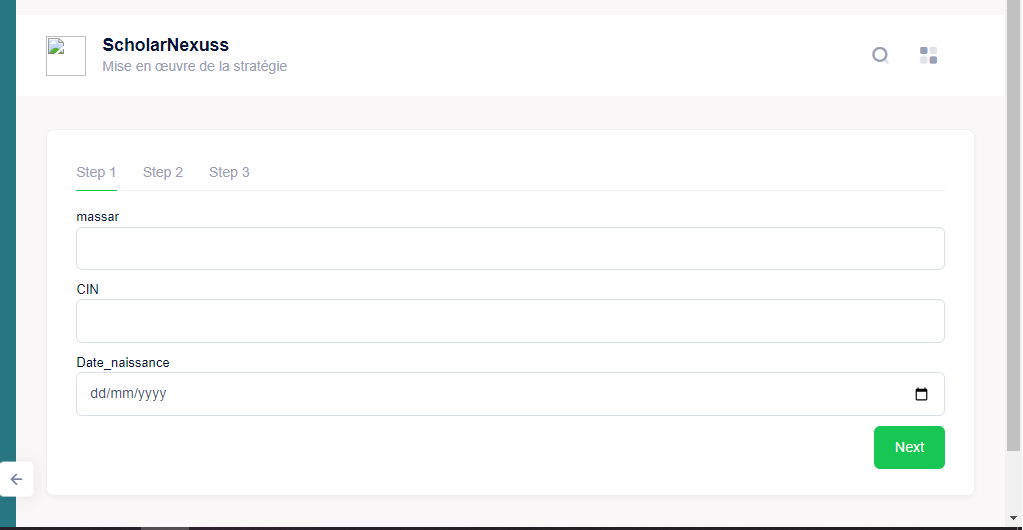 ScholarNexuss
Mise en œuvre de la stratégie
Step 1 Step 2 Step 3
massar
CIN
Date_naissance
dd/mm/yyyy
Next